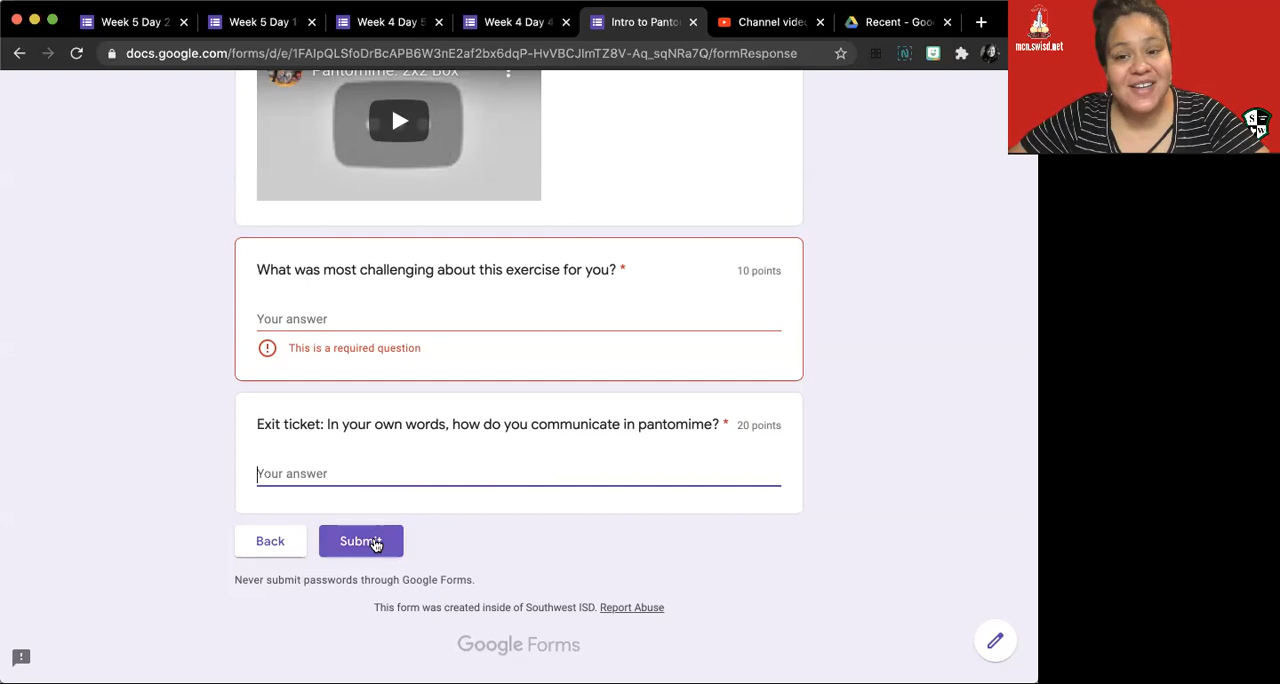 Week 5 Day 2
Week 5 Day 1
Week 4 Day 5
Week 4 Day 4
Intro to Panto
Channel vide
Recent - Goo
docs.google.com/forms/d/e/1FAIpQLSfoDrBcAPB6W3nE2af2bx6dqP-HvVBCJlmTZ8V-Aq_sqNRa7Q/formResponse
mcn.swisd.net
S
W
Pantomime: 2x2 Box
What was most challenging about this exercise for you? *
10 points
Your answer
This is a required question
Exit ticket: In your own words, how do you communicate in pantomime? *
20 points
Your answer
Back
Submit
Never submit passwords through Google Forms.
This form was created inside of Southwest ISD. Report Abuse
Google Forms